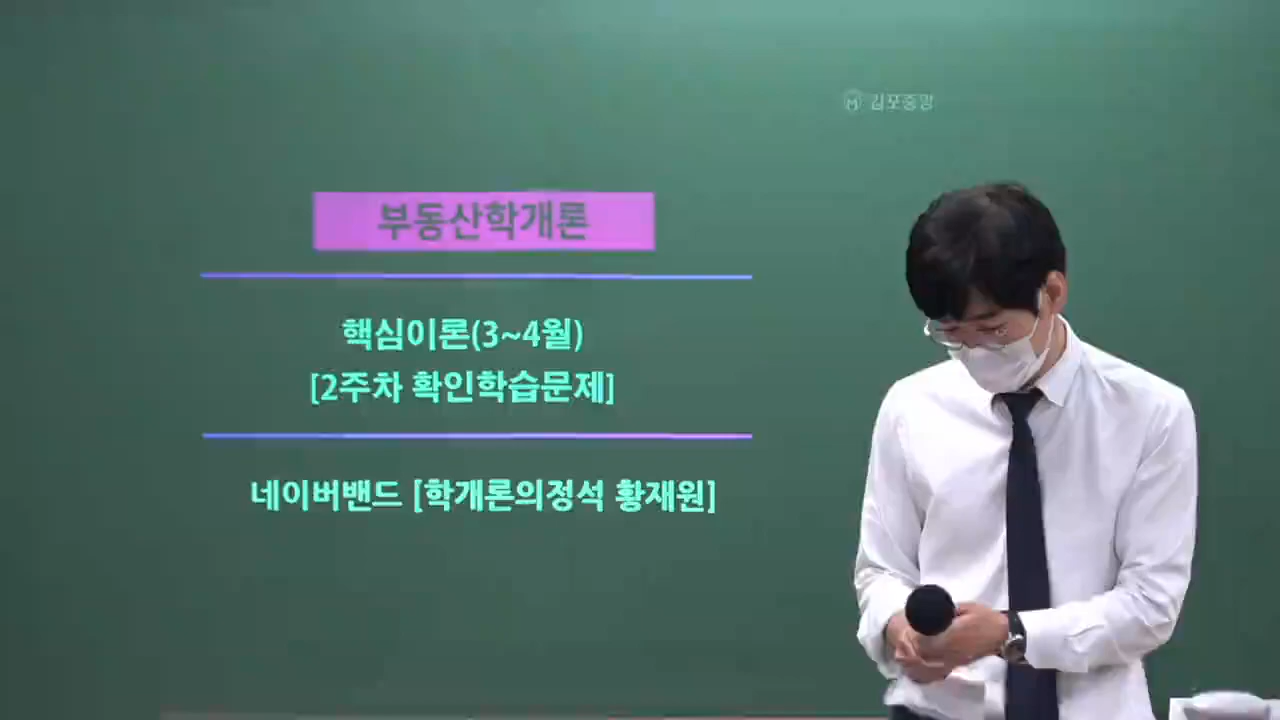 김포중앙
부동산학개론
핵심이론(3~4월)
[2주차 확인학습문제]
네이버밴드 [학개론의정석 황재원]